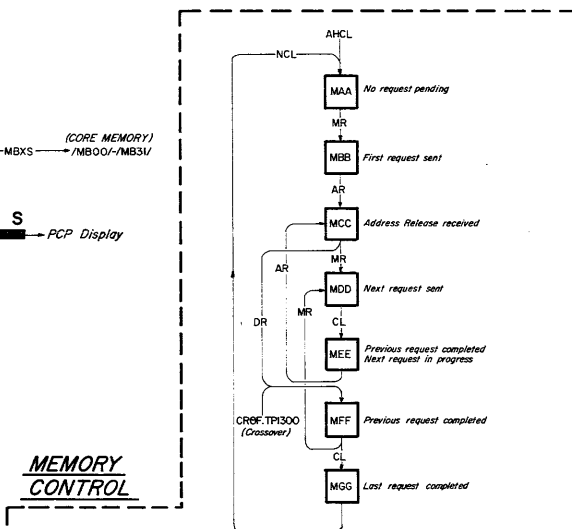 AHCL
NCL
MAA No request pending
MR
(CORE MEMORY)
MBXS /MB00/-/MB31/
MBB First request sent
AR
S
PCP Display
MCC Address Release received
MR
AR
MDD Next request sent
MR
CL
DR
MEE Previous request completed
Next request in progress
CRØF.TP1300
(Crossover)
MFF Previous request completed
CL
MEMORY
CONTROL
MGG Last request completed